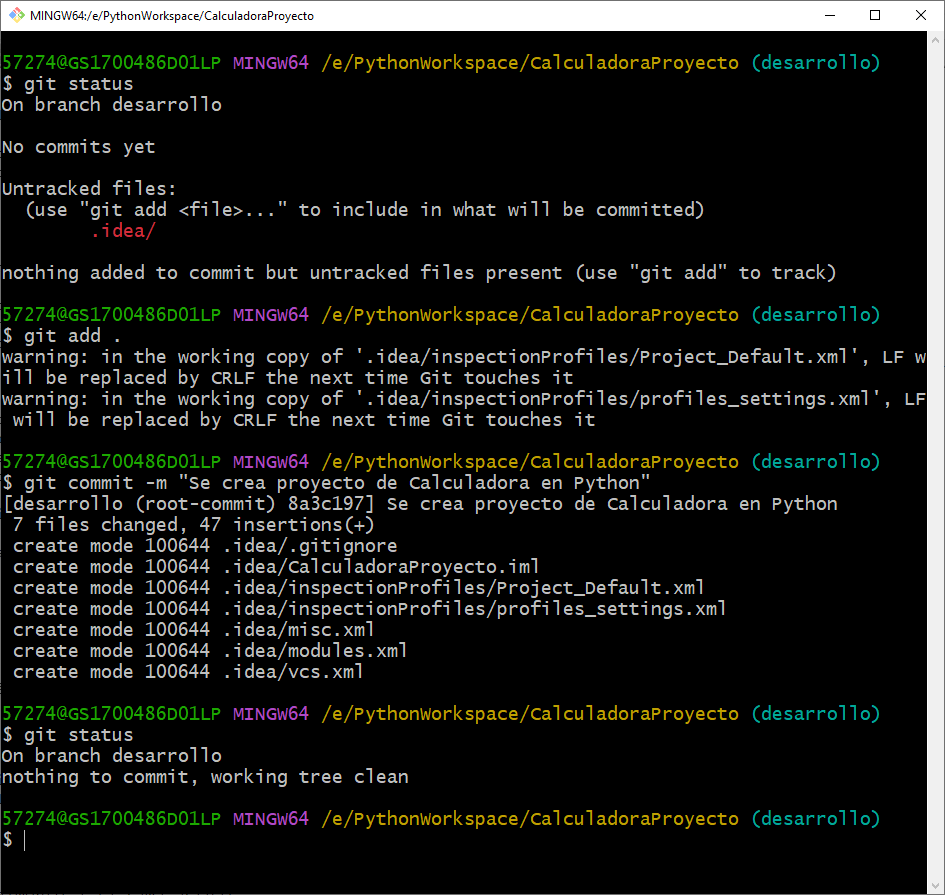 MINGW64:/e/PythonWorkspace/CalculadoraProyecto
57274@GS1700486D01LP MINGW64 /e/PythonWorkspace/CalculadoraProyecto (desarrollo)
$ git status
On branch desarrollo
No commits yet
Untracked files:
(use "git add <file>..." to include in what will be committed)
.idea/
nothing added to commit but untracked files present (use "git add" to track)
57274@GS1700486D01LP MINGW64 /e/PythonWorkspace/CalculadoraProyecto (desarrollo)
$ git add .
warning: in the working copy of '.idea/inspectionProfiles/Project_Default.xml', LF w
ill be replaced by CRLF the next time Git touches it
warning: in the working copy of '.idea/inspectionProfiles/profiles_settings.xml', LF
will be replaced by CRLF the next time Git touches it
57274@GS1700486D01LP MINGW64 /e/PythonWorkspace/CalculadoraProyecto (desarrollo)
$ git commit -m "Se crea proyecto de Calculadora en Python"
[desarrollo (root-commit) 8a3c197] Se crea proyecto de Calculadora en Python
7 files changed, 47 insertions(+)
create mode 100644 .idea/.gitignore
create mode 100644 .idea/CalculadoraProyecto.iml
create mode 100644 .idea/inspectionProfiles/Project_Default.xml
create mode 100644 .idea/inspectionProfiles/profiles_settings.xml
create mode 100644 .idea/misc.xml
create mode 100644 .idea/modules.xml
create mode 100644 .idea/vcs.xml
57274@GS1700486D01LP MINGW64 /e/PythonWorkspace/CalculadoraProyecto (desarrollo)
$ git status
On branch desarrollo
nothing to commit, working tree clean
57274@GS1700486D01LP MINGW64 /e/PythonWorkspace/CalculadoraProyecto (desarrollo)
$